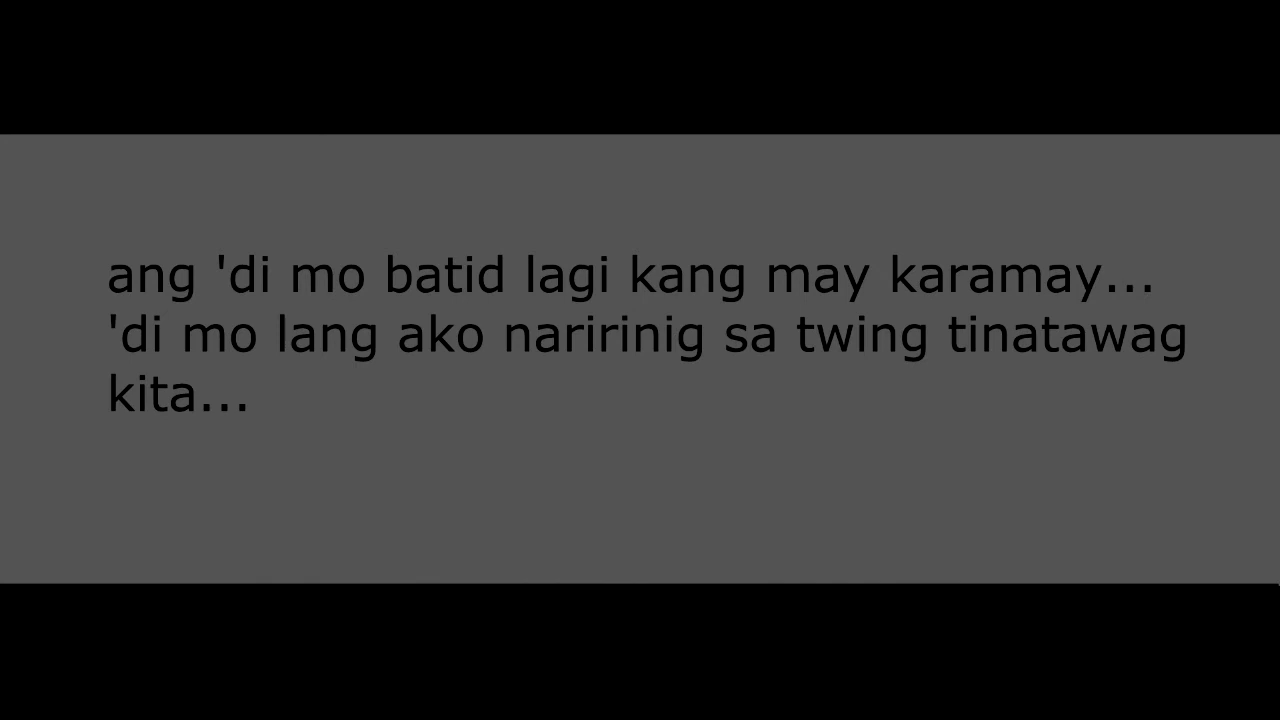 ang 'di mo batid lagi kang may karamay...
'di mo lang ako naririnig sa twing tinatawag
kita...